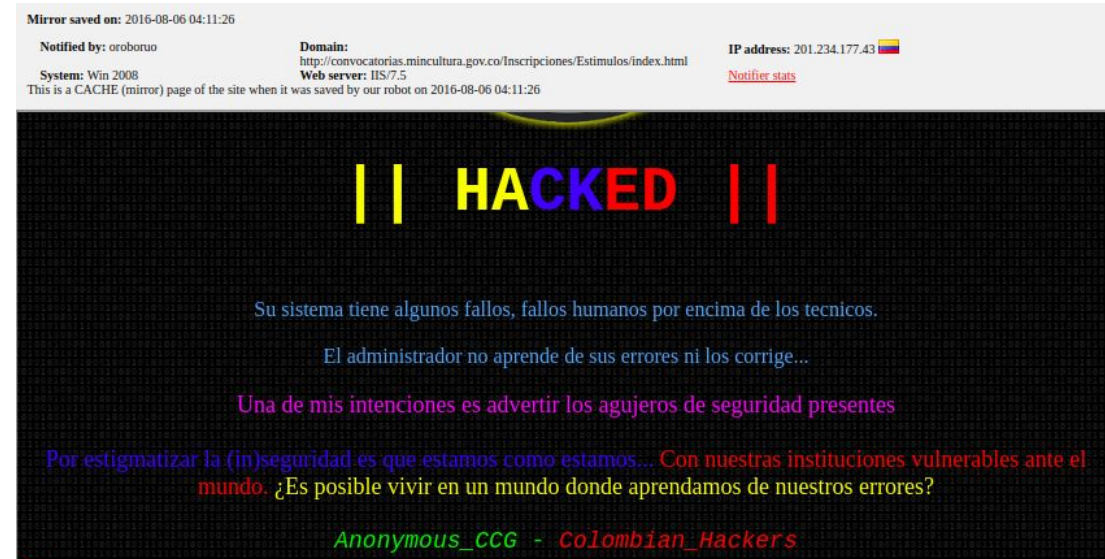 Mirror saved on: 2016-08-06 04:11:26
Notified by: oroboruo
Domain:
http://convocatorias.mincultura.gov.co/Inscripciones/Estimulos/index.html
IP address: 201.234.177.43
System: Win 2008
Web server: IIS/7.5
Notifier stats
This is a CACHE (mirror) page of the site when it was saved by our robot on 2016-08-06 04:11:26
|| HACKED ||
Su sistema tiene algunos fallos, fallos humanos por encima de los tecnicos.
El administrador no aprende de sus errores ni los corrige...
Una de mis intenciones es advertir los agujeros de seguridad presentes
Por estigmatizar la (in)seguridad es que estamos como estamos... Con nuestras instituciones vulnerables ante el
mundo. ¿Es posible vivir en un mundo donde aprendamos de nuestros errores?
Anonymous_CCG - Colombian_Hackers